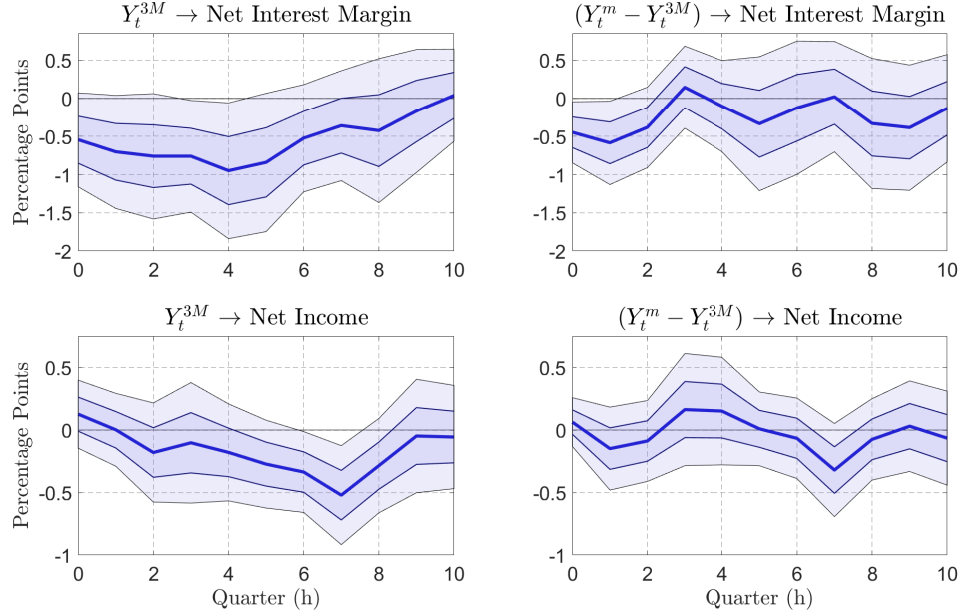 Y_t^{3M} → Net Interest Margin
Percentage Points
0.5
0
-0.5
-1
-1.5
-2
0 2 4 6 8 10
(Y_t^m − Y_t^{3M}) → Net Interest Margin
0.5
0
-0.5
-1
-1.5
-2
0 2 4 6 8 10
Y_t^{3M} → Net Income
Percentage Points
0.5
0
-0.5
-1
0 2 4 6 8 10
Quarter (h)
(Y_t^m − Y_t^{3M}) → Net Income
0.5
0
-0.5
-1
0 2 4 6 8 10
Quarter (h)